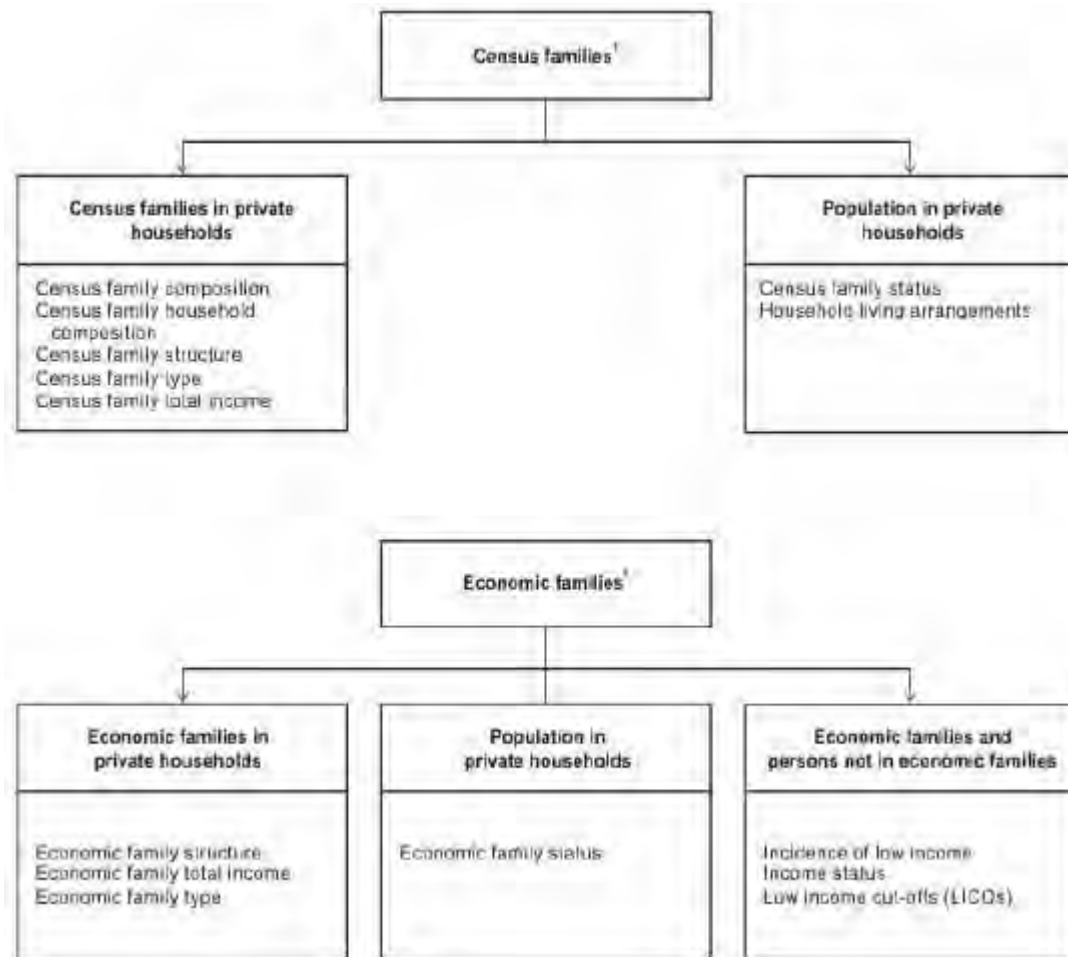 Census families¹
Census families in private
households
Census family composition
Census family household
composition
Census family structure
Census family type
Census family total income
Population in private
households
Census family status
Household living arrangements
Economic families¹
Economic families in
private households
Economic family structure
Economic family total income
Economic family type
Population in
private households
Economic family status
Economic families and
persons not in economic families
Incidence of low income
Income status
Low income cut-offs (LICOs)